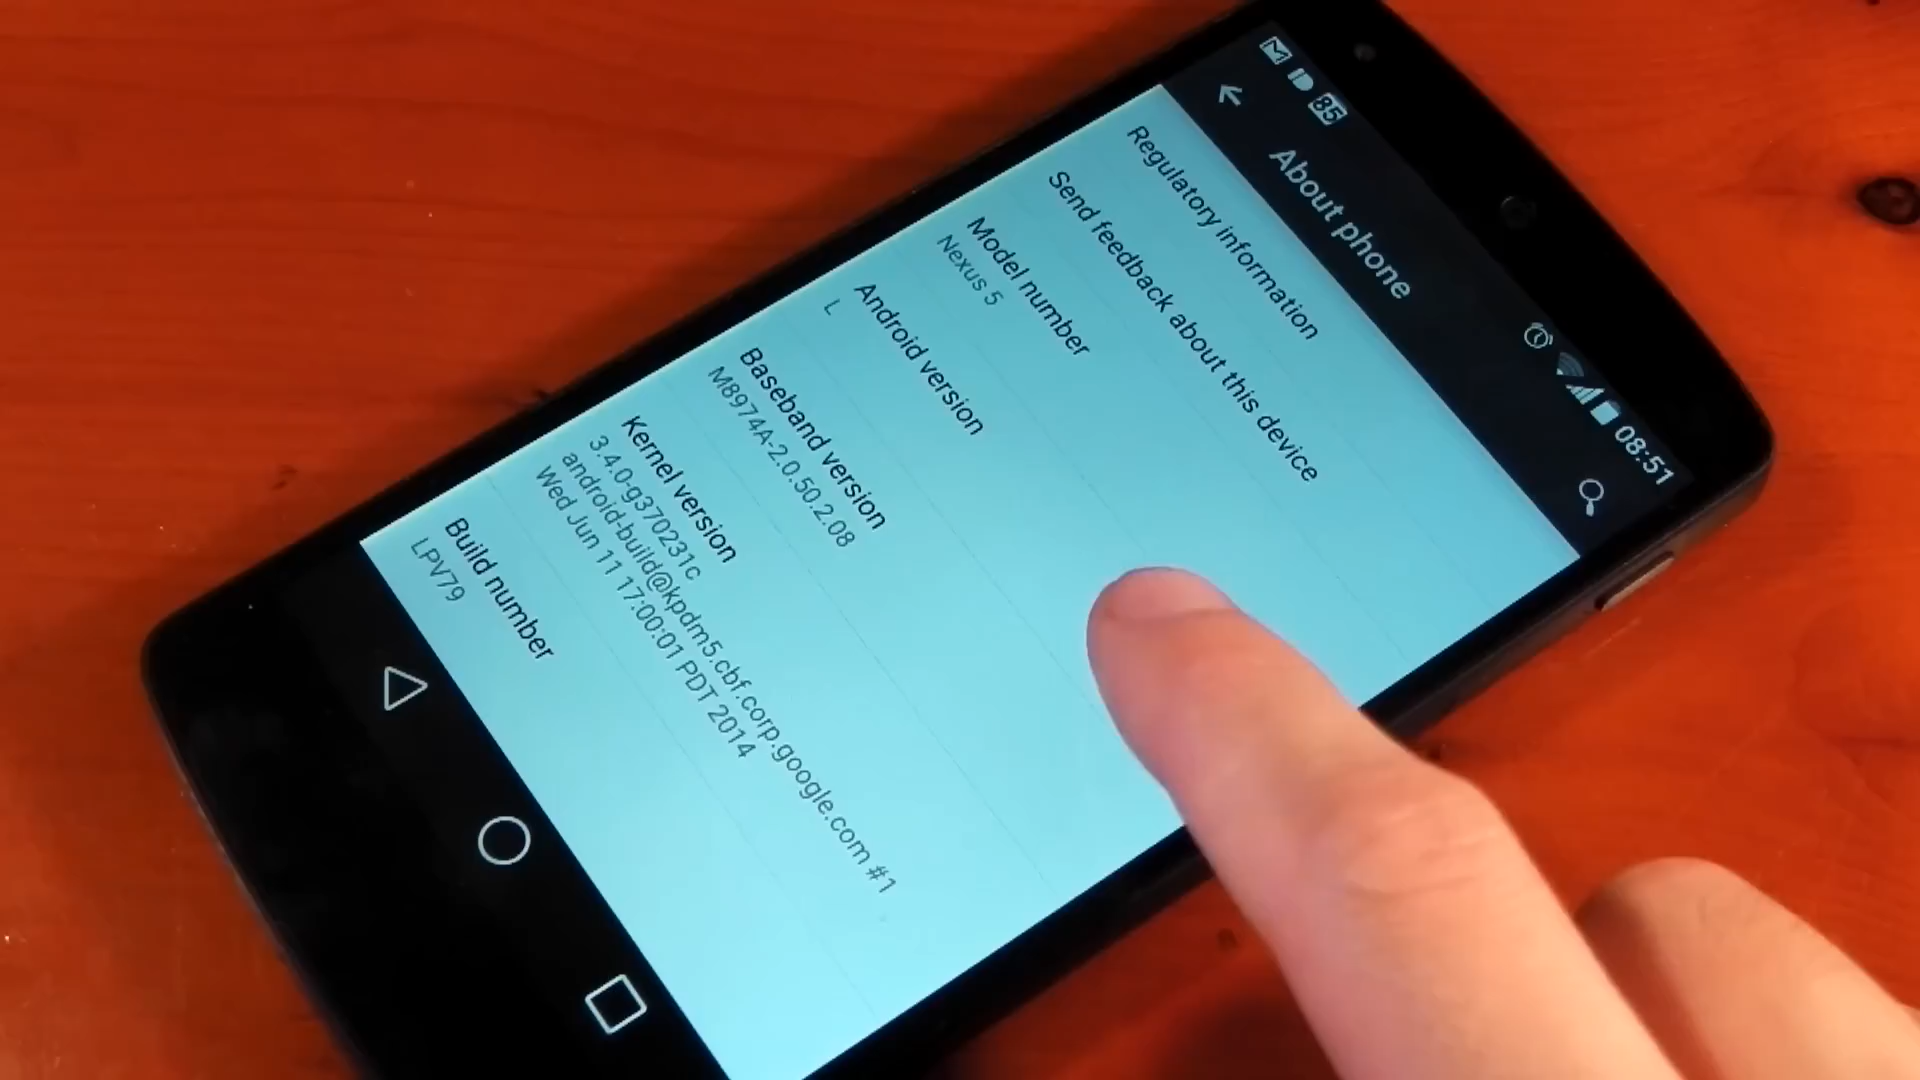 85
08:51
About phone
Regulatory information
Send feedback about this device
Model number
Nexus 5
Android version
L
Baseband version
M8974A-2.0.50.2.08
Kernel version
3.4.0-g370231c
android-build@kpdm5.cbf.corp.google.com #1
Wed Jun 11 17:00:01 PDT 2014
Build number
LPV79